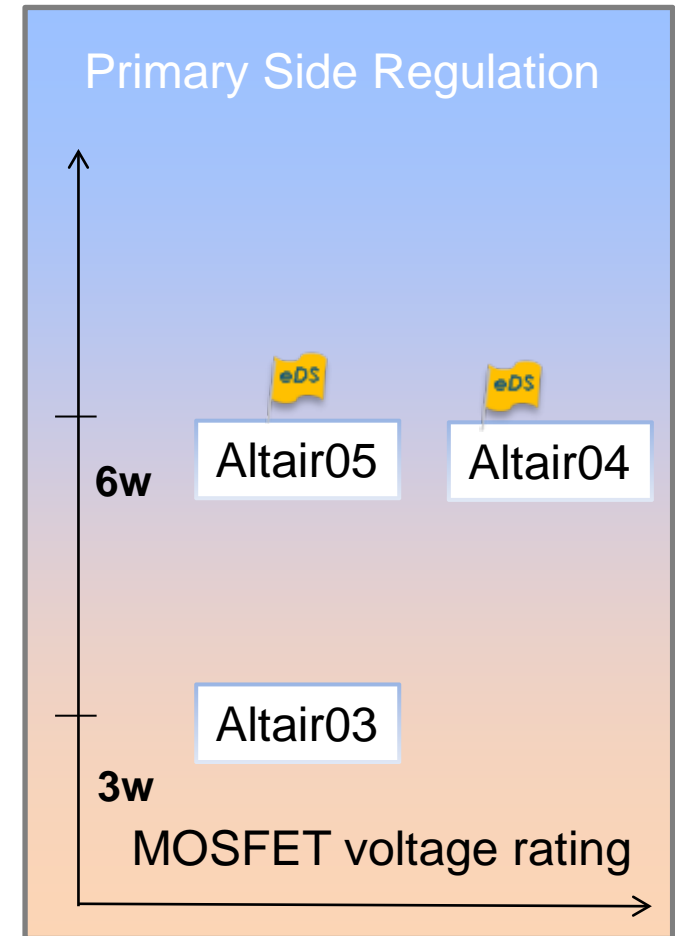 Primary Side Regulation
eDS
eDS
Altair05
Altair04
6w
Altair03
3w
MOSFET voltage rating